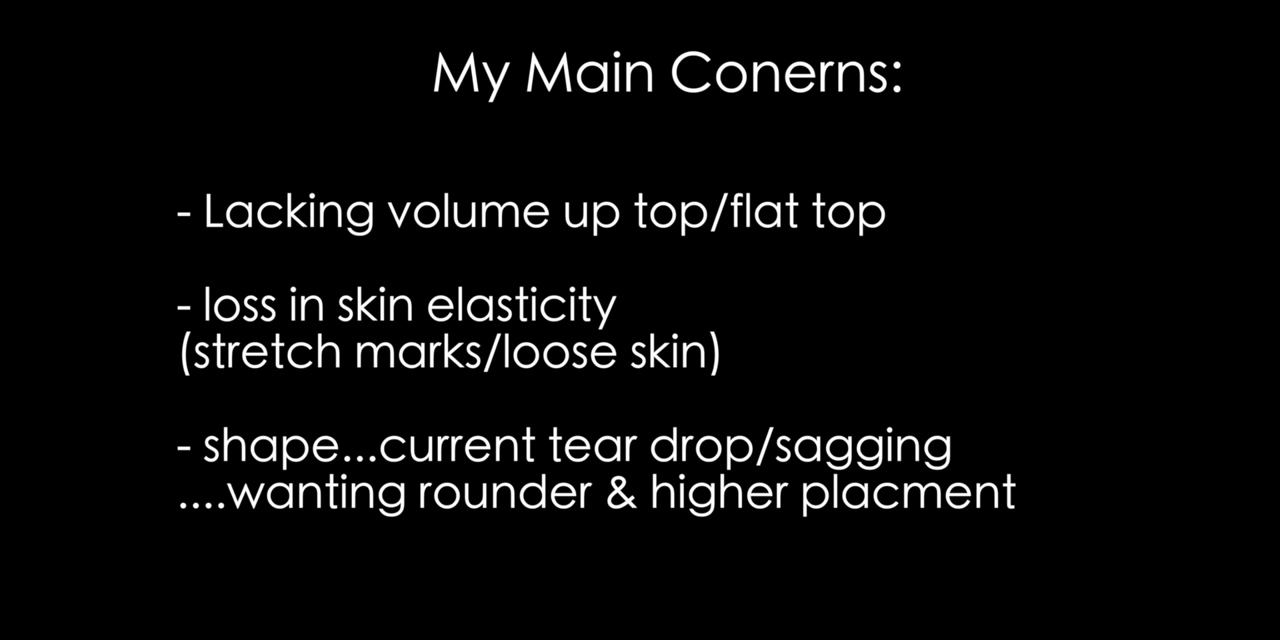 My Main Conerns:
- Lacking volume up top/flat top
- loss in skin elasticity
(stretch marks/loose skin)
- shape...current tear drop/sagging
....wanting rounder & higher placment